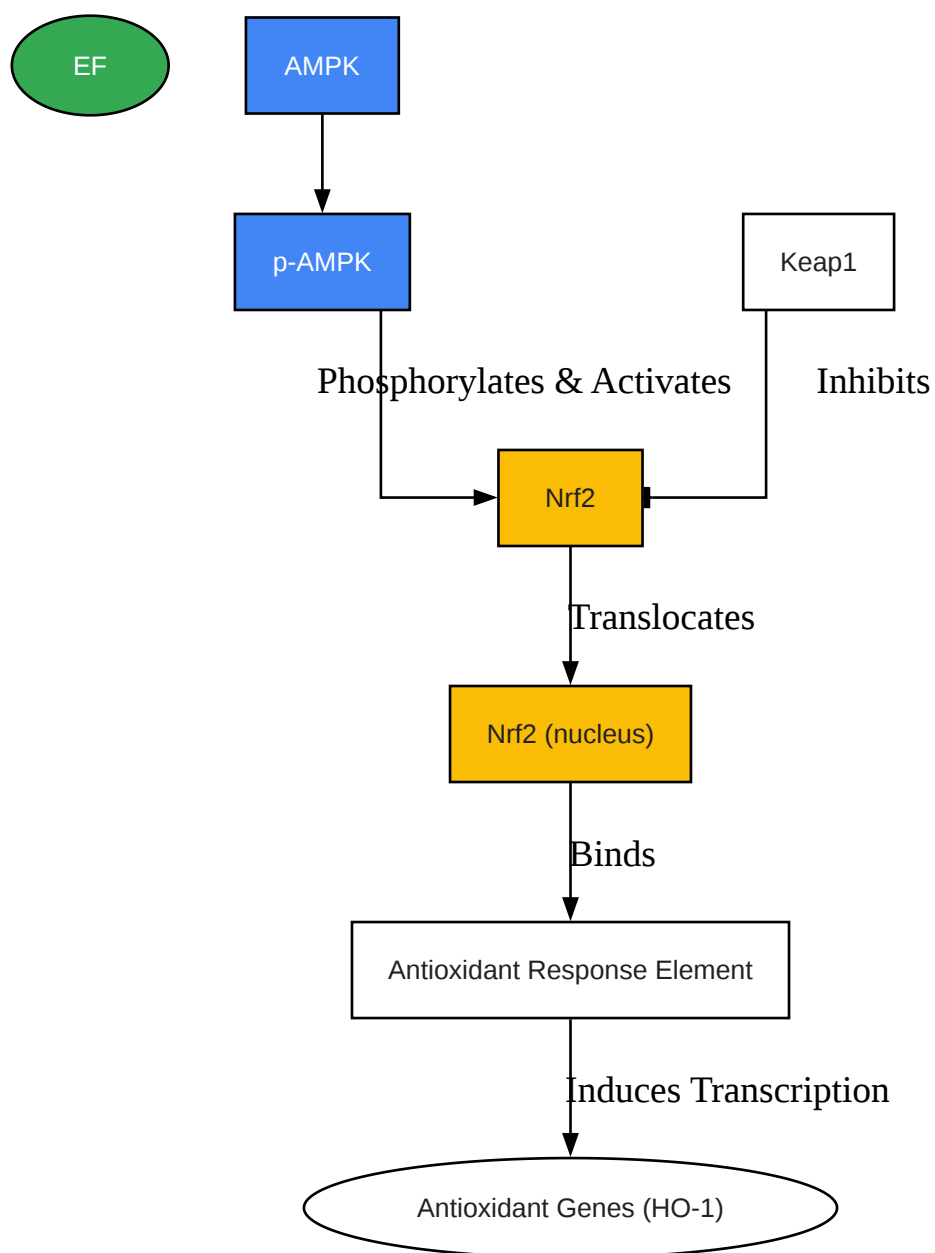 EF
AMPK
p-AMPK
Keap1
Phosphorylates & Activates
Inhibits
Nrf2
Translocates
Nrf2 (nucleus)
Binds
Antioxidant Response Element
Induces Transcription
Antioxidant Genes (HO-1)